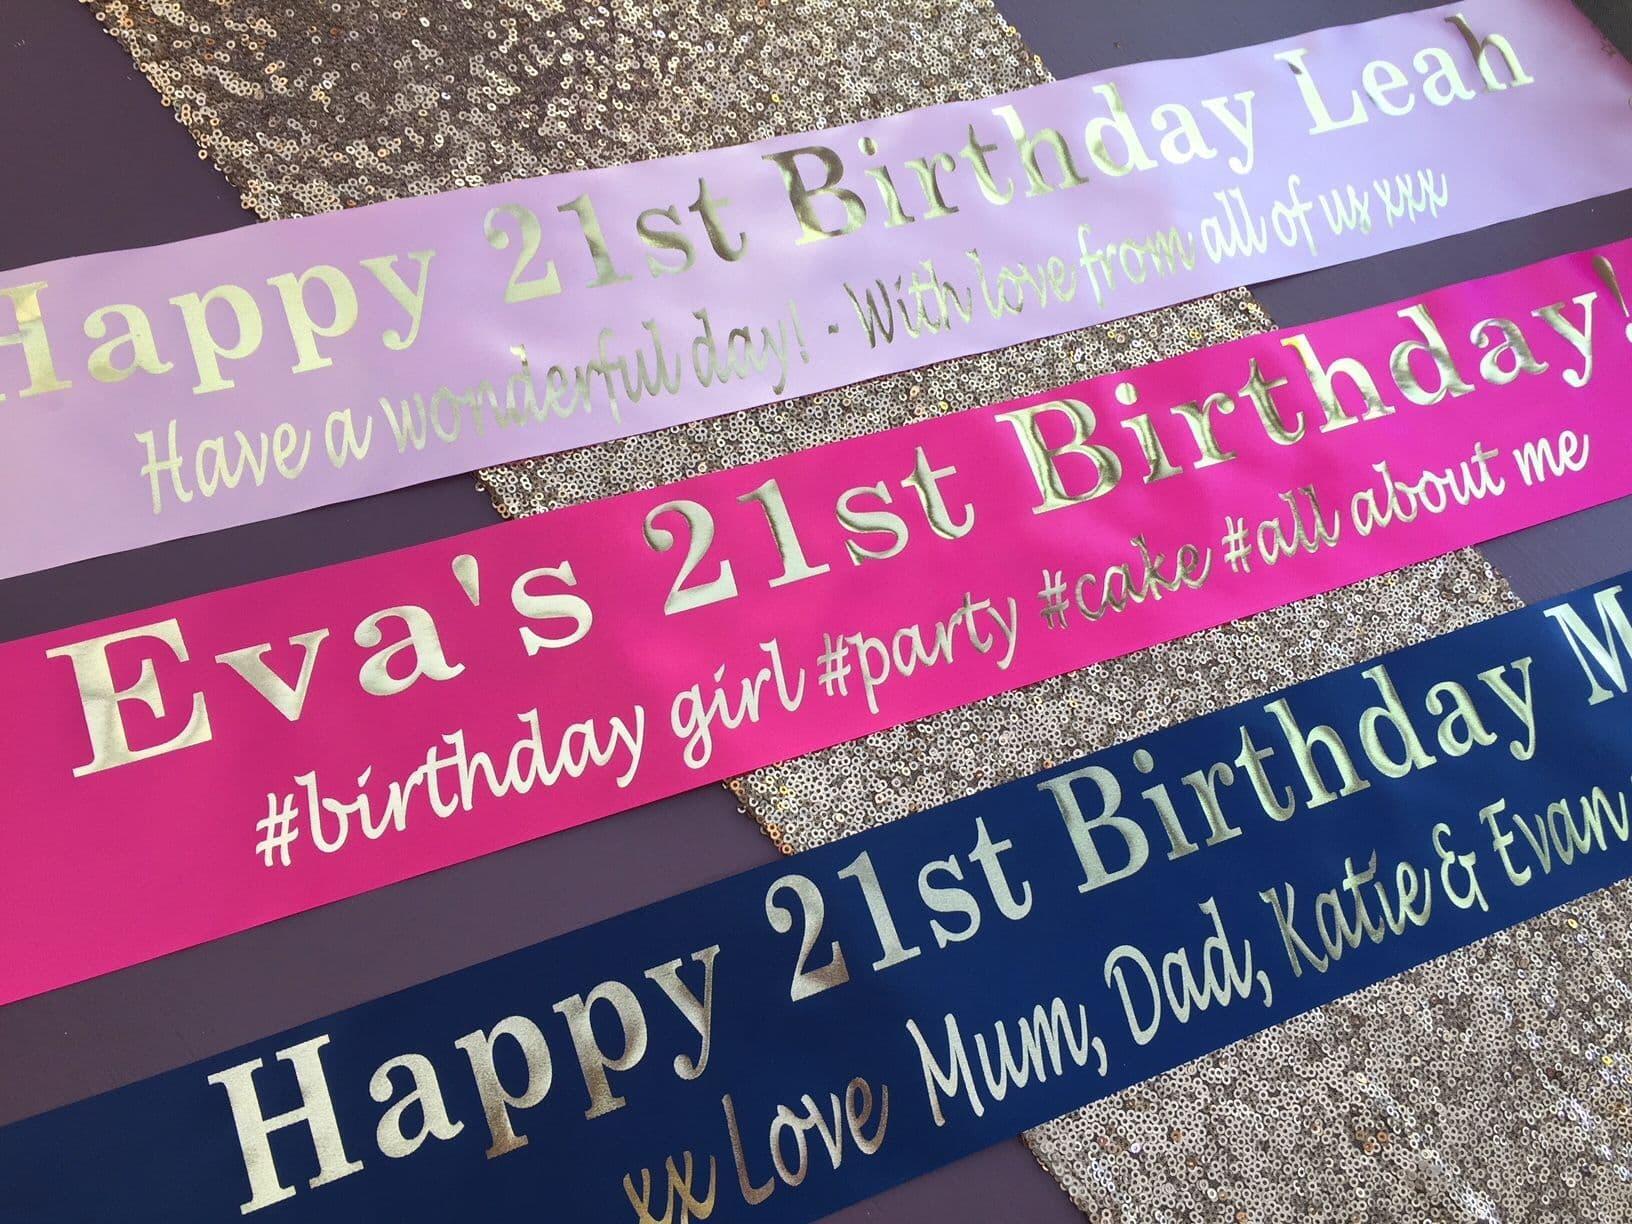 Happy 21st Birthday Leah
Have a wonderful day! - With love from all of us xxx
Eva's 21st Birthday!
#birthday girl #party #cake #all about me
Happy 21st Birthday M
xx Love Mum, Dad, Katie & Evan